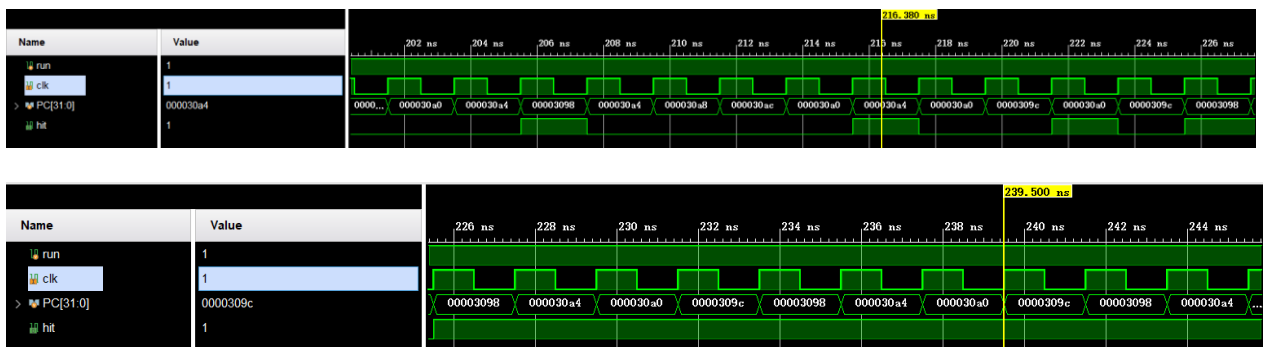 216.380 ns
Name Value 202 ns 204 ns 206 ns 208 ns 210 ns 212 ns 214 ns 216 ns 218 ns 220 ns 222 ns 224 ns 226 ns
run 1
clk 1
PC[31:0] 000030a4 0000... 000030a0 000030a4 00003098 000030a4 000030a8 000030ac 000030a0 000030a4 000030a0 0000309c 000030a0 0000309c 00003098
hit 1
239.500 ns
Name Value 226 ns 228 ns 230 ns 232 ns 234 ns 236 ns 238 ns 240 ns 242 ns 244 ns
run 1
clk 1
PC[31:0] 0000309c 00003098 000030a4 000030a0 0000309c 00003098 000030a4 000030a0 0000309c 00003098 000030a4 ...
hit 1